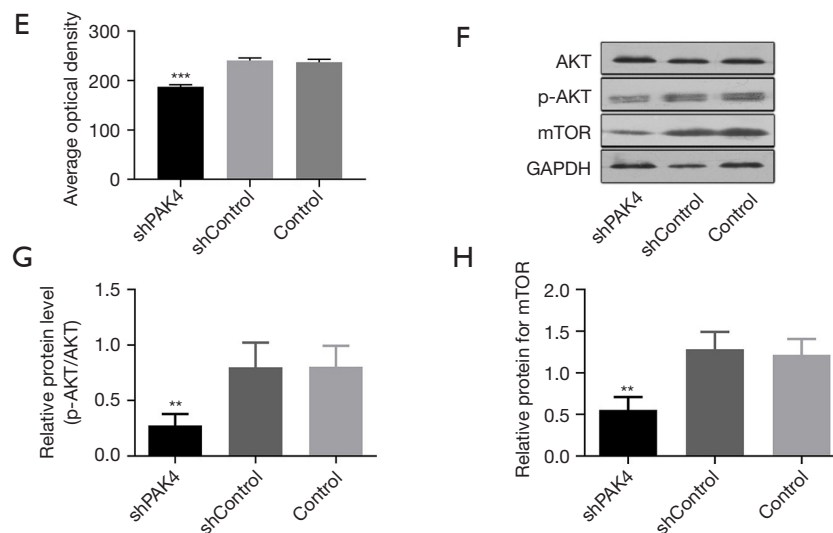 E
Average optical density
300
200
100
0
***
shPAK4
shControl
Control
F
AKT
p-AKT
mTOR
GAPDH
shPAK4
shControl
Control
G
Relative protein level
(p-AKT/AKT)
1.5
1.0
0.5
0.0
**
shPAK4
shControl
Control
H
Relative protein for mTOR
2.0
1.5
1.0
0.5
0.0
**
shPAK4
shControl
Control